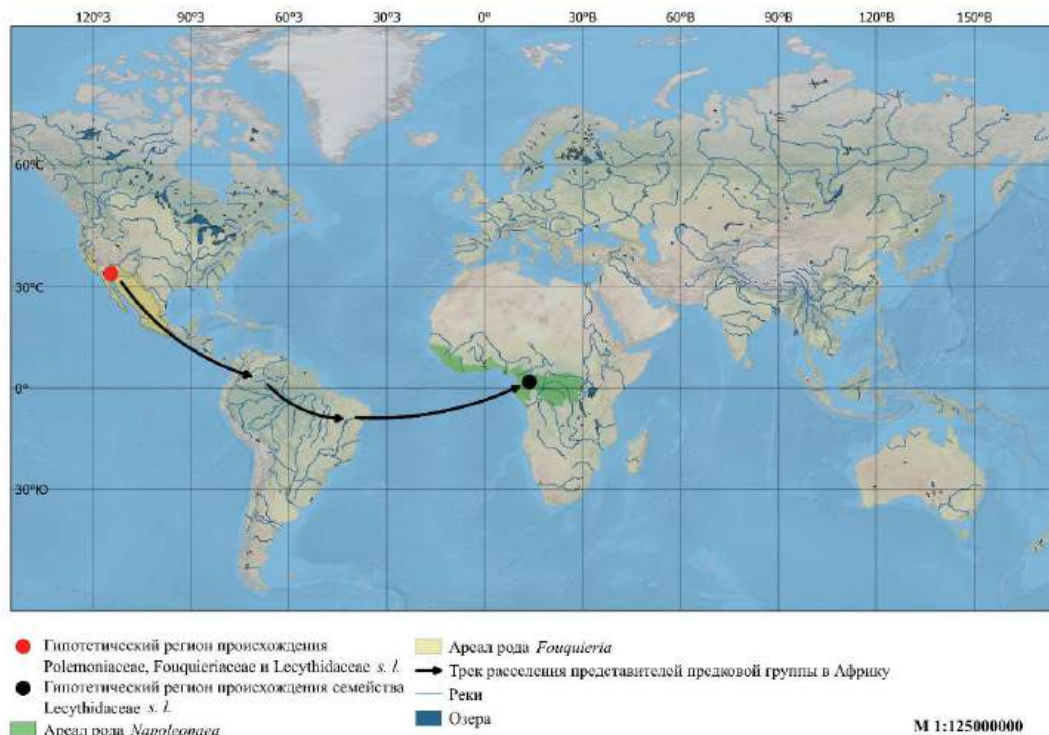 120°З 90°З 60°З 30°З 0° 30°В 60°В 90°В 120°В 150°В
60°С
30°С
0°
30°Ю
Гипотетический регион происхождения
Polemoniaceae, Fouquieriaceae и Lecythidaceae s. l.
Гипотетический регион происхождения семейства
Lecythidaceae s. l.
Ареал рода Napoleonaea
Ареал рода Fouquieria
Трек расселения представителей предковой группы в Африку
Реки
Озера
М 1:125000000